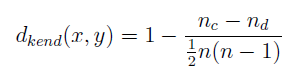 d_{kend}(x, y) = 1 - \frac{n_c - n_d}{\frac{1}{2}n(n - 1)}